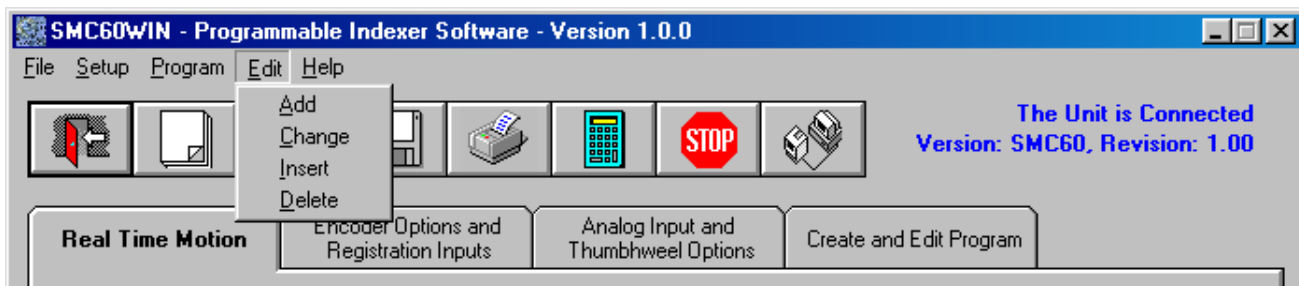 SMC60WIN - Programmable Indexer Software - Version 1.0.0
File Setup Program Edit Help
Add
Change
Insert
Delete
STOP
The Unit is Connected
Version: SMC60, Revision: 1.00
Real Time Motion
Encoder Options and
Registration Inputs
Analog Input and
Thumbhweel Options
Create and Edit Program